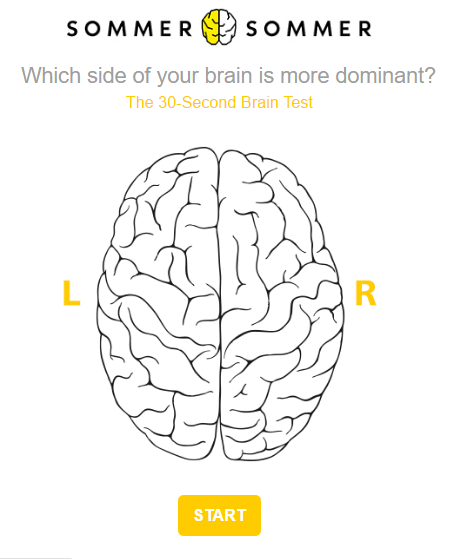 SOMMER SOMMER
Which side of your brain is more dominant?
The 30-Second Brain Test
L R
START